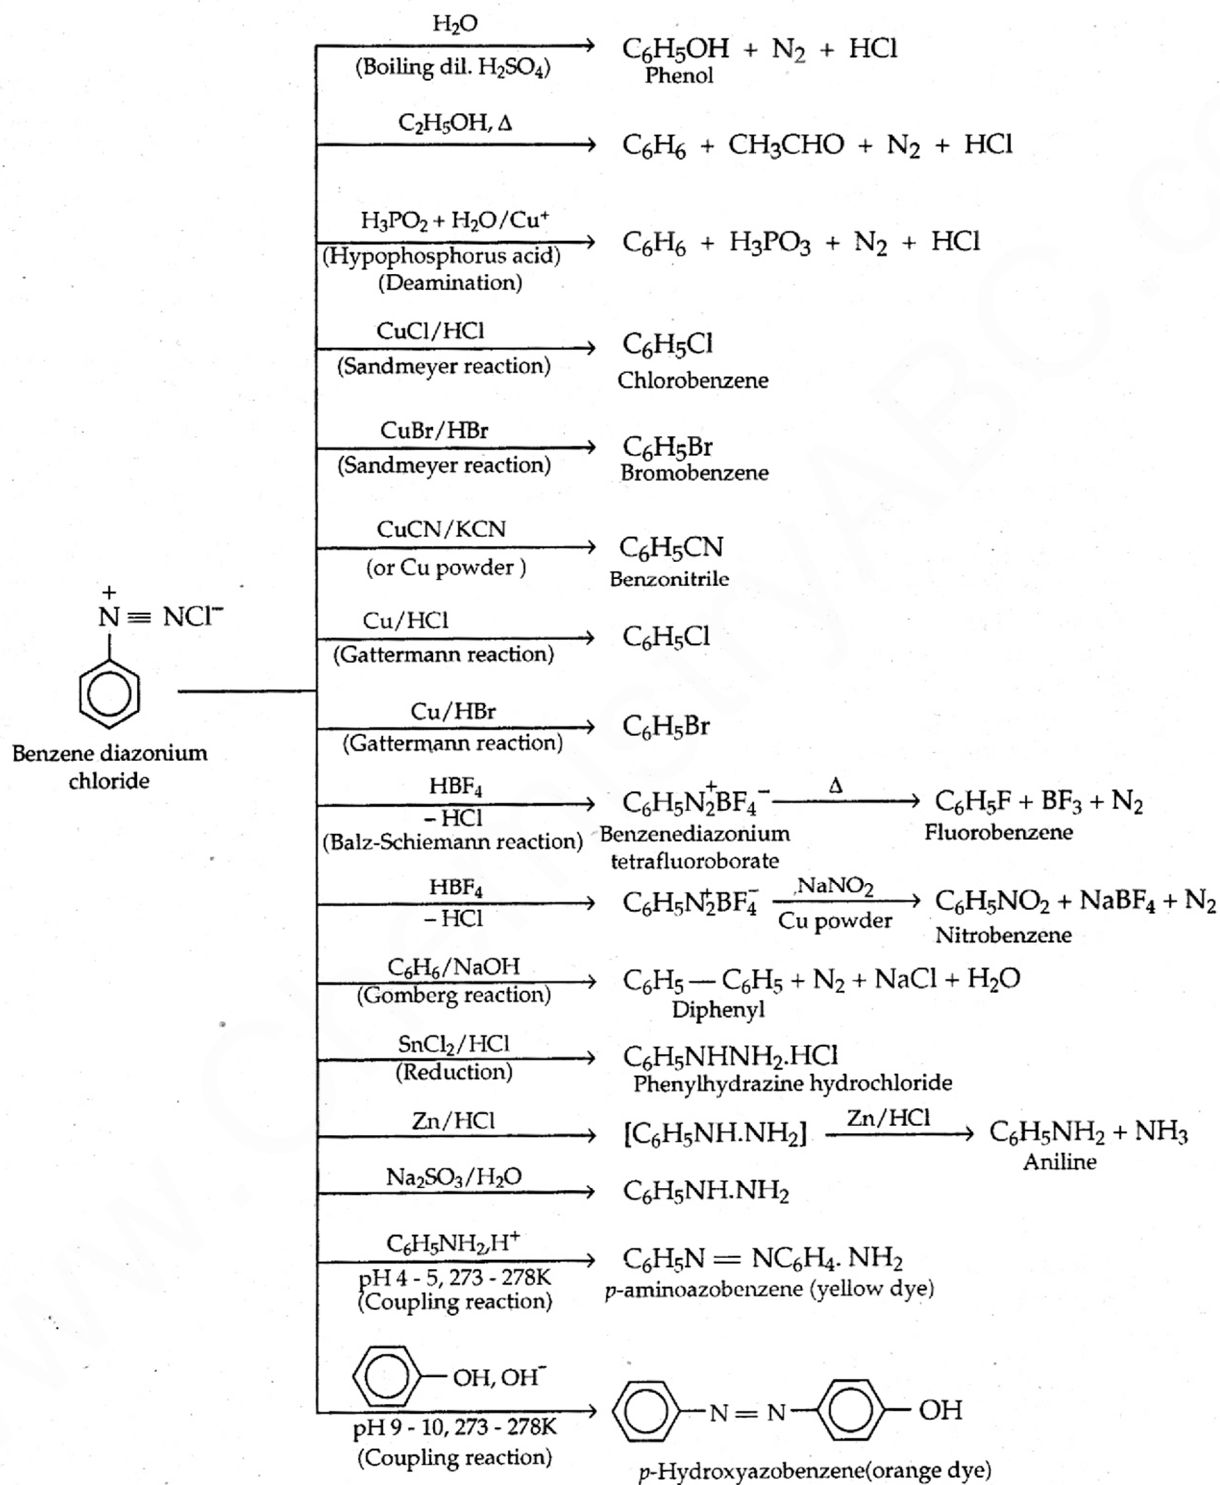 H₂O
(Boiling dil. H₂SO₄)
C₆H₅OH + N₂ + HCl
Phenol
C₂H₅OH, Δ
C₆H₆ + CH₃CHO + N₂ + HCl
H₃PO₂ + H₂O/Cu⁺
(Hypophosphorus acid)
(Deamination)
C₆H₆ + H₃PO₃ + N₂ + HCl
CuCl/HCl
(Sandmeyer reaction)
C₆H₅Cl
Chlorobenzene
CuBr/HBr
(Sandmeyer reaction)
C₆H₅Br
Bromobenzene
CuCN/KCN
(or Cu powder )
C₆H₅CN
Benzonitrile
+
N ≡ NCl⁻
Benzene diazonium
chloride
Cu/HCl
(Gattermann reaction)
C₆H₅Cl
Cu/HBr
(Gattermann reaction)
C₆H₅Br
HBF₄
– HCl
(Balz-Schiemann reaction)
C₆H₅N₂⁺BF₄⁻
Benzenediazonium
tetrafluoroborate
Δ
C₆H₅F + BF₃ + N₂
Fluorobenzene
HBF₄
– HCl
C₆H₅N₂⁺BF₄⁻
NaNO₂
Cu powder
C₆H₅NO₂ + NaBF₄ + N₂
Nitrobenzene
C₆H₆/NaOH
(Gomberg reaction)
C₆H₅ — C₆H₅ + N₂ + NaCl + H₂O
Diphenyl
SnCl₂/HCl
(Reduction)
C₆H₅NHNH₂.HCl
Phenylhydrazine hydrochloride
Zn/HCl
[C₆H₅NH.NH₂]
Zn/HCl
C₆H₅NH₂ + NH₃
Aniline
Na₂SO₃/H₂O
C₆H₅NH.NH₂
C₆H₅NH₂,H⁺
pH 4 - 5, 273 - 278K
(Coupling reaction)
C₆H₅N = NC₆H₄. NH₂
p-aminoazobenzene (yellow dye)
OH, OH⁻
pH 9 - 10, 273 - 278K
(Coupling reaction)
N = N
OH
p-Hydroxyazobenzene(orange dye)